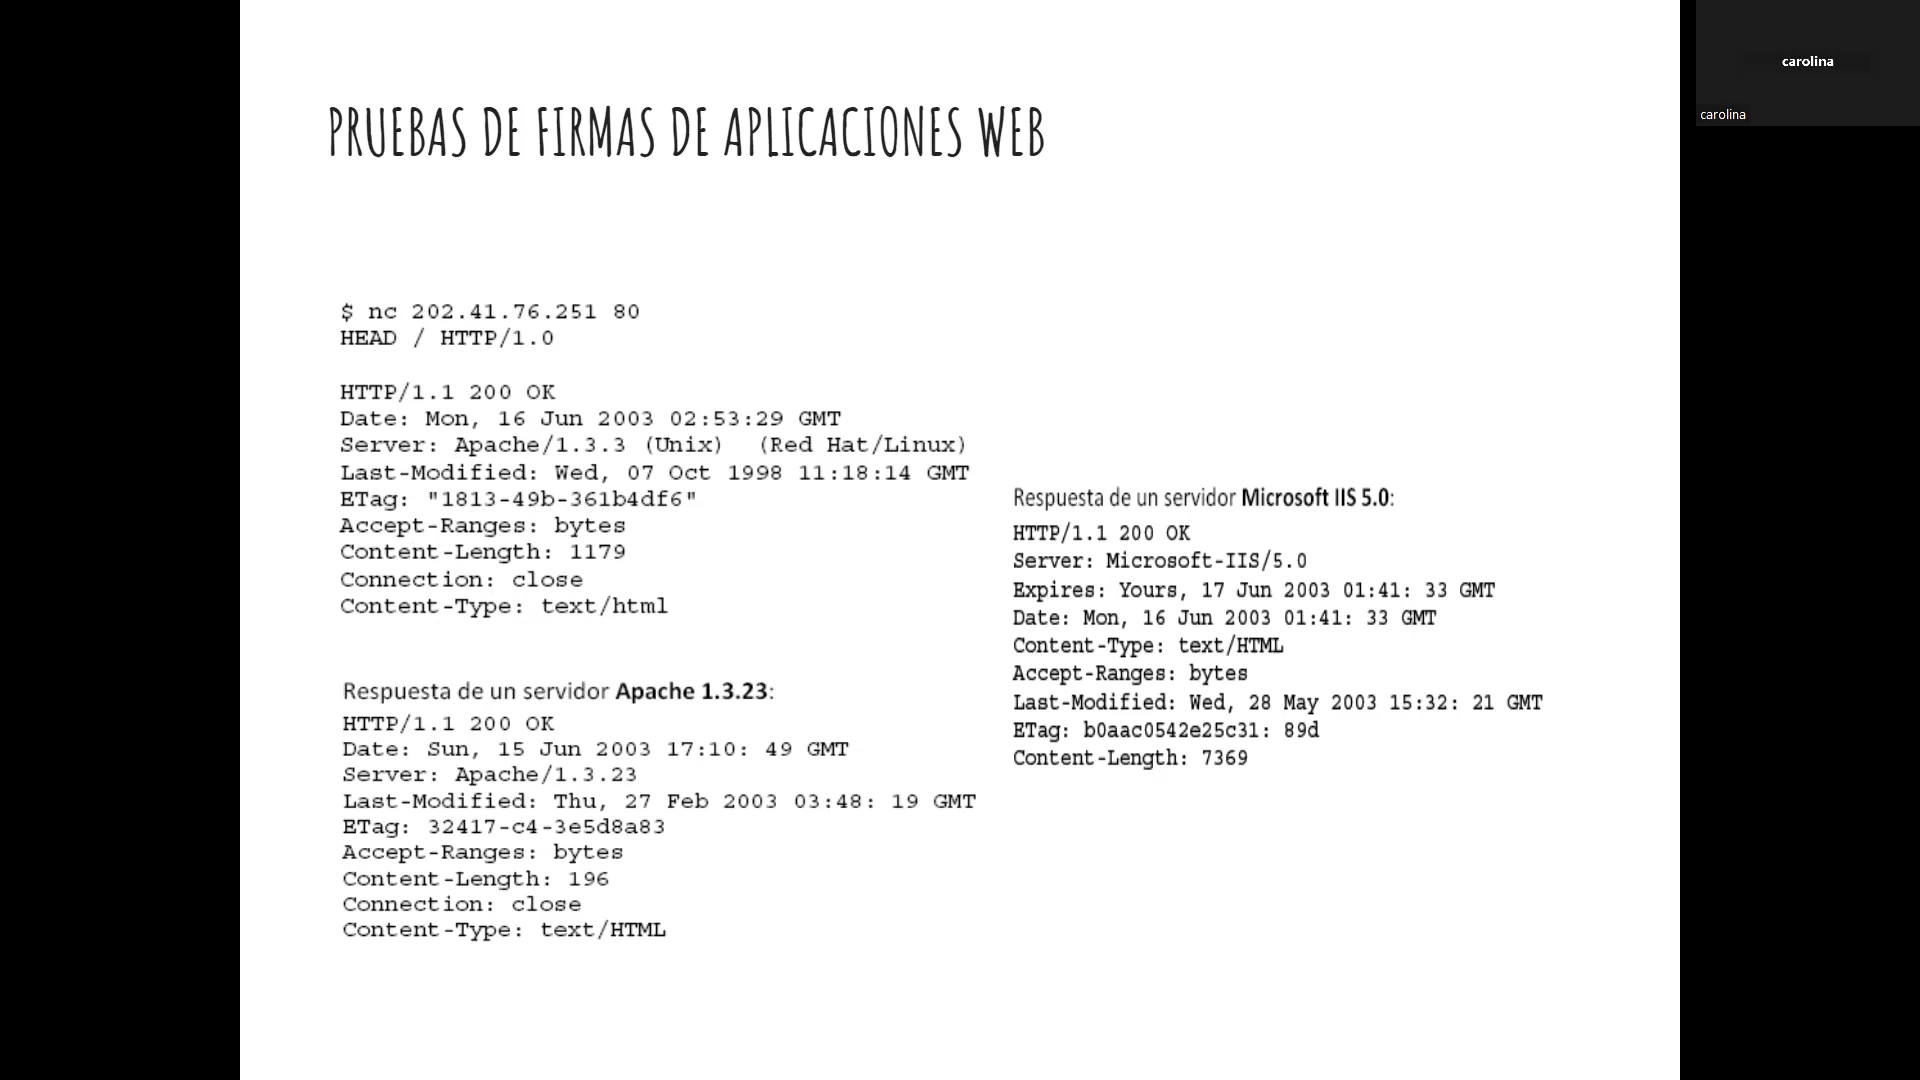 PRUEBAS DE FIRMAS DE APLICACIONES WEB
$ nc 202.41.76.251 80
HEAD / HTTP/1.0
HTTP/1.1 200 OK
Date: Mon, 16 Jun 2003 02:53:29 GMT
Server: Apache/1.3.3 (Unix)  (Red Hat/Linux)
Last-Modified: Wed, 07 Oct 1998 11:18:14 GMT
ETag: "1813-49b-361b4df6"
Accept-Ranges: bytes
Content-Length: 1179
Connection: close
Content-Type: text/html
Respuesta de un servidor Apache 1.3.23:
HTTP/1.1 200 OK
Date: Sun, 15 Jun 2003 17:10: 49 GMT
Server: Apache/1.3.23
Last-Modified: Thu, 27 Feb 2003 03:48: 19 GMT
ETag: 32417-c4-3e5d8a83
Accept-Ranges: bytes
Content-Length: 196
Connection: close
Content-Type: text/HTML
Respuesta de un servidor Microsoft IIS 5.0:
HTTP/1.1 200 OK
Server: Microsoft-IIS/5.0
Expires: Yours, 17 Jun 2003 01:41: 33 GMT
Date: Mon, 16 Jun 2003 01:41: 33 GMT
Content-Type: text/HTML
Accept-Ranges: bytes
Last-Modified: Wed, 28 May 2003 15:32: 21 GMT
ETag: b0aac0542e25c31: 89d
Content-Length: 7369
carolina
carolina